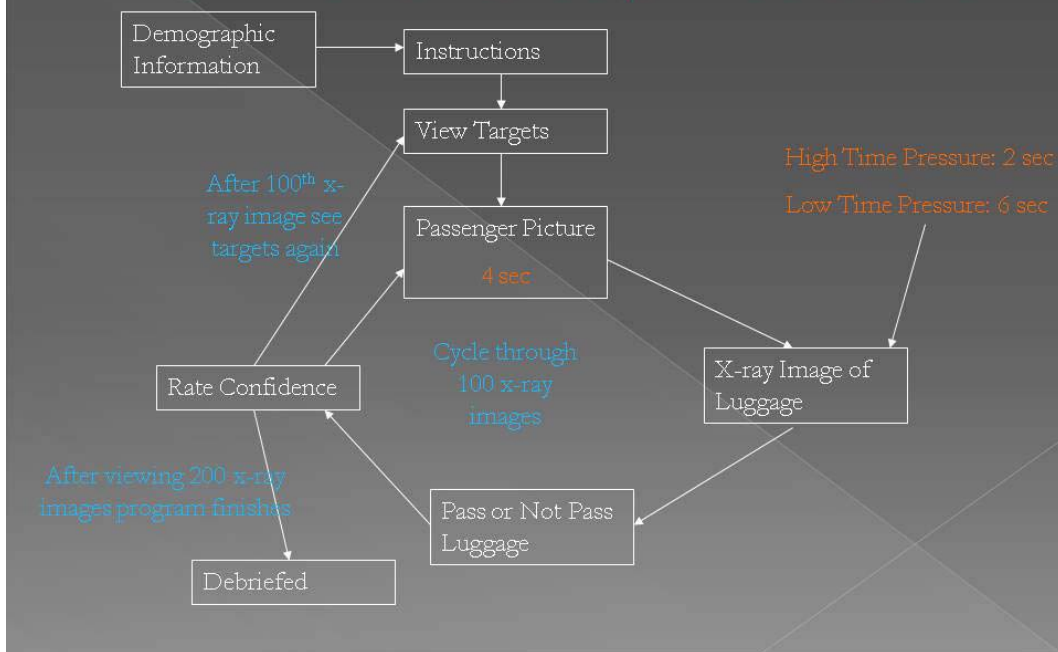 Demographic
Information
Instructions
View Targets
High Time Pressure: 2 sec
Low Time Pressure: 6 sec
After 100th x-
ray image see
targets again
Passenger Picture
4 sec
Cycle through
100 x-ray
images
X-ray Image of
Luggage
Rate Confidence
After viewing 200 x-ray
images program finishes
Pass or Not Pass
Luggage
Debriefed